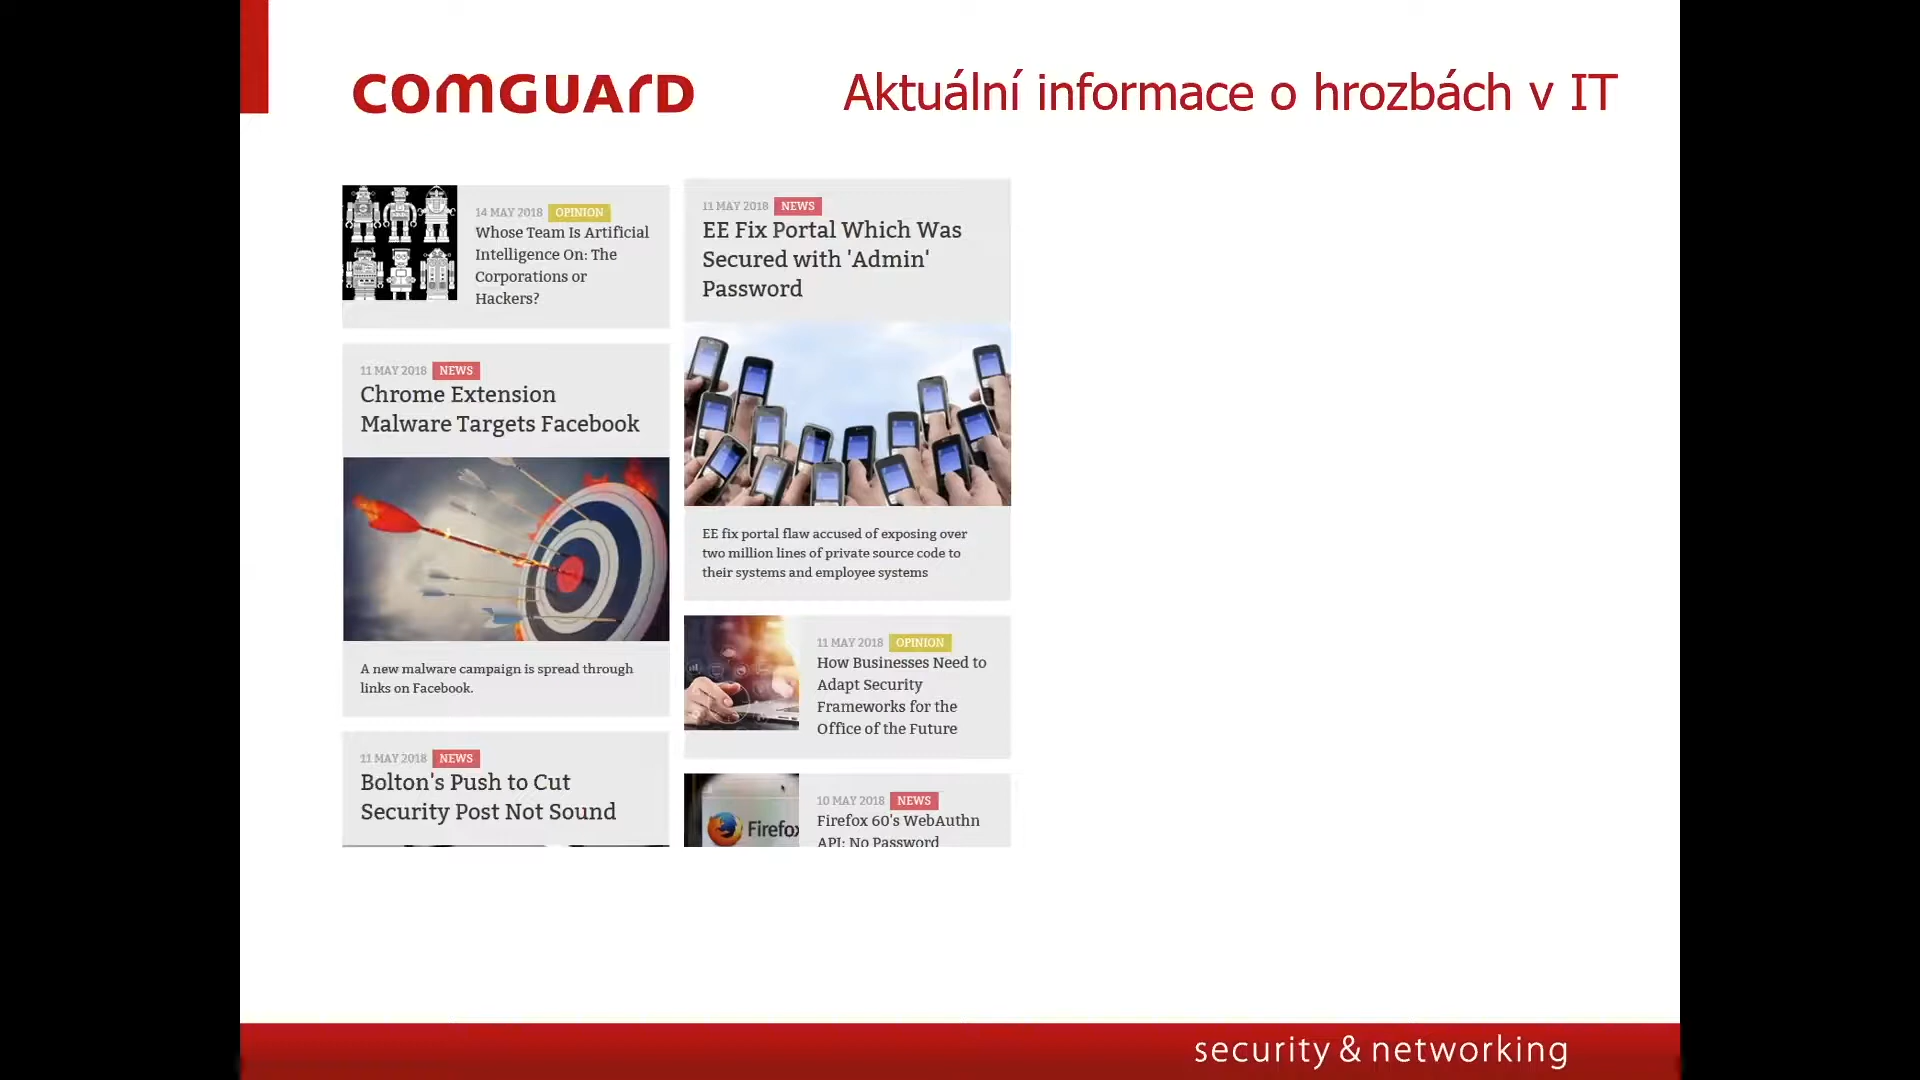 COMGUARD
Aktuální informace o hrozbách v IT
14 MAY 2018 OPINION
Whose Team Is Artificial
Intelligence On: The
Corporations or
Hackers?
11 MAY 2018 NEWS
Chrome Extension
Malware Targets Facebook
A new malware campaign is spread through
links on Facebook.
11 MAY 2018 NEWS
Bolton's Push to Cut
Security Post Not Sound
11 MAY 2018 NEWS
EE Fix Portal Which Was
Secured with 'Admin'
Password
EE fix portal flaw accused of exposing over
two million lines of private source code to
their systems and employee systems
11 MAY 2018 OPINION
How Businesses Need to
Adapt Security
Frameworks for the
Office of the Future
Firefox
10 MAY 2018 NEWS
Firefox 60's WebAuthn
API: No Password
security & networking